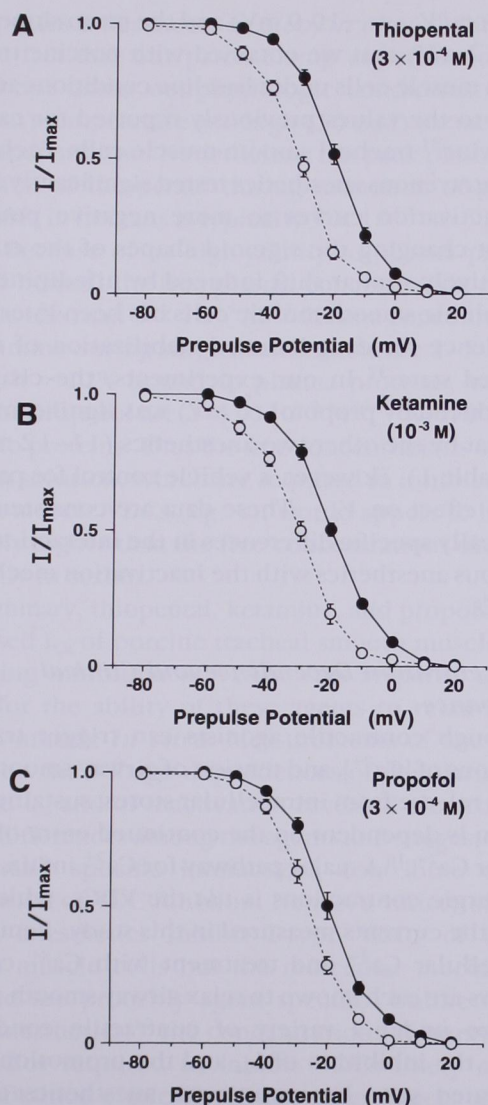 A
Thiopental
(3 × 10⁻⁴ M)
I/Imax
1.0
0.5
0
-80 -60 -40 -20 0 20
Prepulse Potential (mV)
B
Ketamine
(10⁻³ M)
I/Imax
1.0
0.5
0
-80 -60 -40 -20 0 20
Prepulse Potential (mV)
C
Propofol
(3 × 10⁻⁴ M)
I/Imax
1.0
0.5
0
-80 -60 -40 -20 0 20
Prepulse Potential (mV)